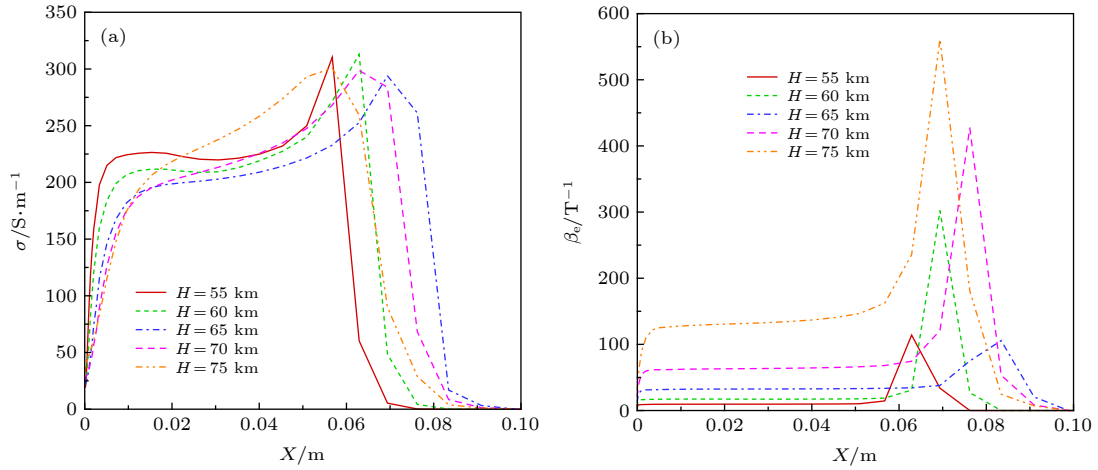 (a)
σ/S·m⁻¹
350
300
250
200
150
100
50
0
H = 55 km
H = 60 km
H = 65 km
H = 70 km
H = 75 km
0
0.02
0.04
0.06
0.08
0.10
X/m
(b)
βₑ/T⁻¹
600
500
400
300
200
100
0
H = 55 km
H = 60 km
H = 65 km
H = 70 km
H = 75 km
0
0.02
0.04
0.06
0.08
0.10
X/m